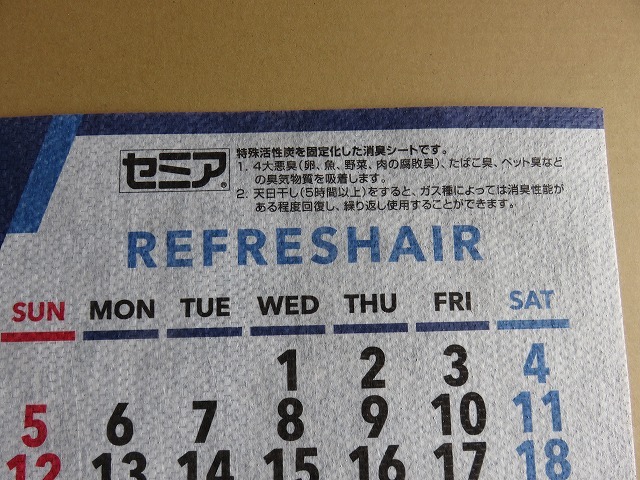 セミア®
特殊活性炭を固定化した消臭シートです。
1. 4大悪臭(卵、魚、野菜、肉の腐敗臭)、たばこ臭、ペット臭など
の臭気物質を吸着します。
2. 天日干し(5時間以上)をすると、ガス種によっては消臭性能が
ある程度回復し、繰り返し使用することができます。
REFRESHAIR
SUN MON TUE WED THU FRI SAT
1 2 3 4
5 6 7 8 9 10 11
12 13 14 15 16 17 18